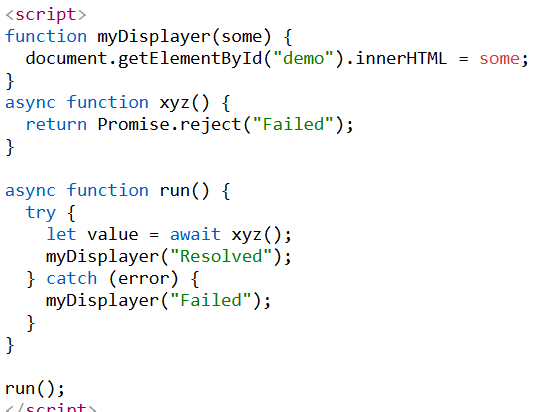 <script>
function myDisplayer(some) {
  document.getElementById("demo").innerHTML = some;
}
async function xyz() {
  return Promise.reject("Failed");
}

async function run() {
  try {
    let value = await xyz();
    myDisplayer("Resolved");
  } catch (error) {
    myDisplayer("Failed");
  }
}

run();
</script>